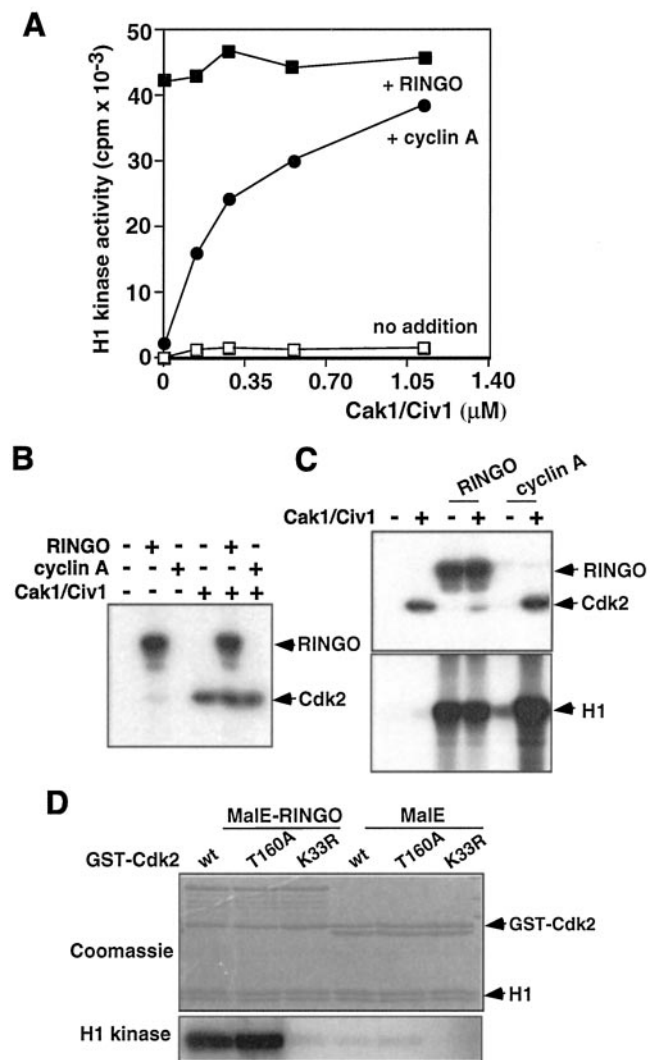 A
H1 kinase activity (cpm x 10-3)
50
40
30
20
10
0
+ RINGO
+ cyclin A
no addition
0 0.35 0.70 1.05 1.40
Cak1/Civ1 (μM)
B
RINGO - + - - + -
cyclin A - - + - - +
Cak1/Civ1 - - - + + +
RINGO
Cdk2
C
RINGO cyclin A
Cak1/Civ1 - + - + - +
RINGO
Cdk2
H1
D
MalE-RINGO MalE
GST-Cdk2 wt T160A K33R wt T160A K33R
GST-Cdk2
Coomassie
H1
H1 kinase